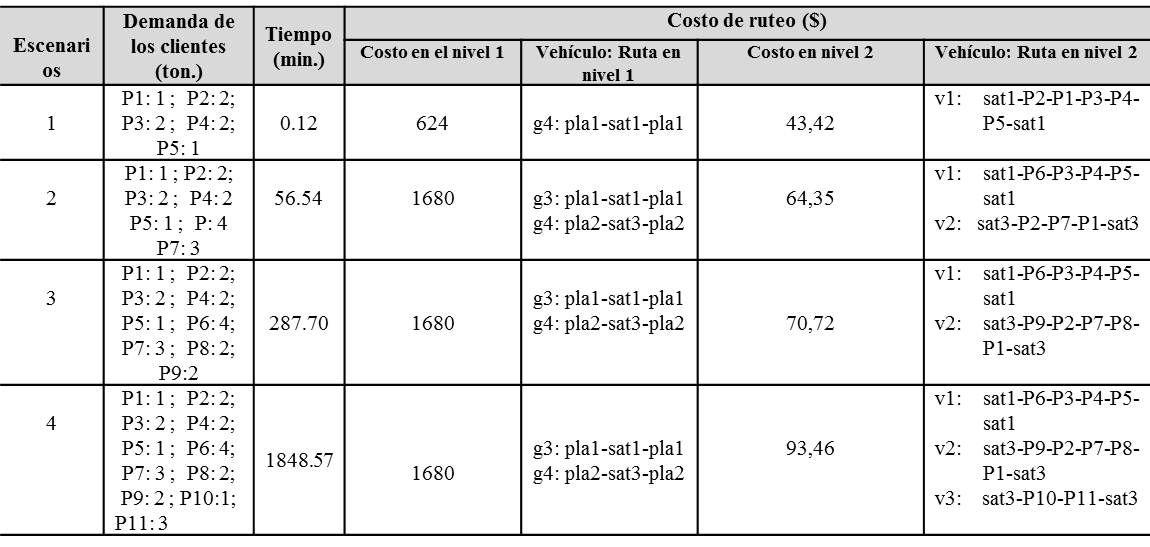 Escenari
os
Demanda de
los clientes
(ton.)
Tiempo
(min.)
Costo de ruteo ($)
Costo en el nivel 1
Vehículo: Ruta en
nivel 1
Costo en nivel 2
Vehículo: Ruta en nivel 2
1
P1: 1 ; P2: 2;
P3: 2 ; P4: 2;
P5: 1
0.12
624
g4: pla1-sat1-pla1
43,42
v1: sat1-P2-P1-P3-P4-
P5-sat1
2
P1: 1 ; P2: 2;
P3: 2 ; P4: 2
P5: 1 ; P: 4
P7: 3
56.54
1680
g3: pla1-sat1-pla1
g4: pla2-sat3-pla2
64,35
v1: sat1-P6-P3-P4-P5-
sat1
v2: sat3-P2-P7-P1-sat3
3
P1: 1 ; P2: 2;
P3: 2 ; P4: 2;
P5: 1 ; P6: 4;
P7: 3 ; P8: 2;
P9:2
287.70
1680
g3: pla1-sat1-pla1
g4: pla2-sat3-pla2
70,72
v1: sat1-P6-P3-P4-P5-
sat1
v2: sat3-P9-P2-P7-P8-
P1-sat3
4
P1: 1 ; P2: 2;
P3: 2 ; P4: 2;
P5: 1 ; P6: 4;
P7: 3 ; P8: 2;
P9: 2 ; P10:1;
P11: 3
1848.57
1680
g3: pla1-sat1-pla1
g4: pla2-sat3-pla2
93,46
v1: sat1-P6-P3-P4-P5-
sat1
v2: sat3-P9-P2-P7-P8-
P1-sat3
v3: sat3-P10-P11-sat3